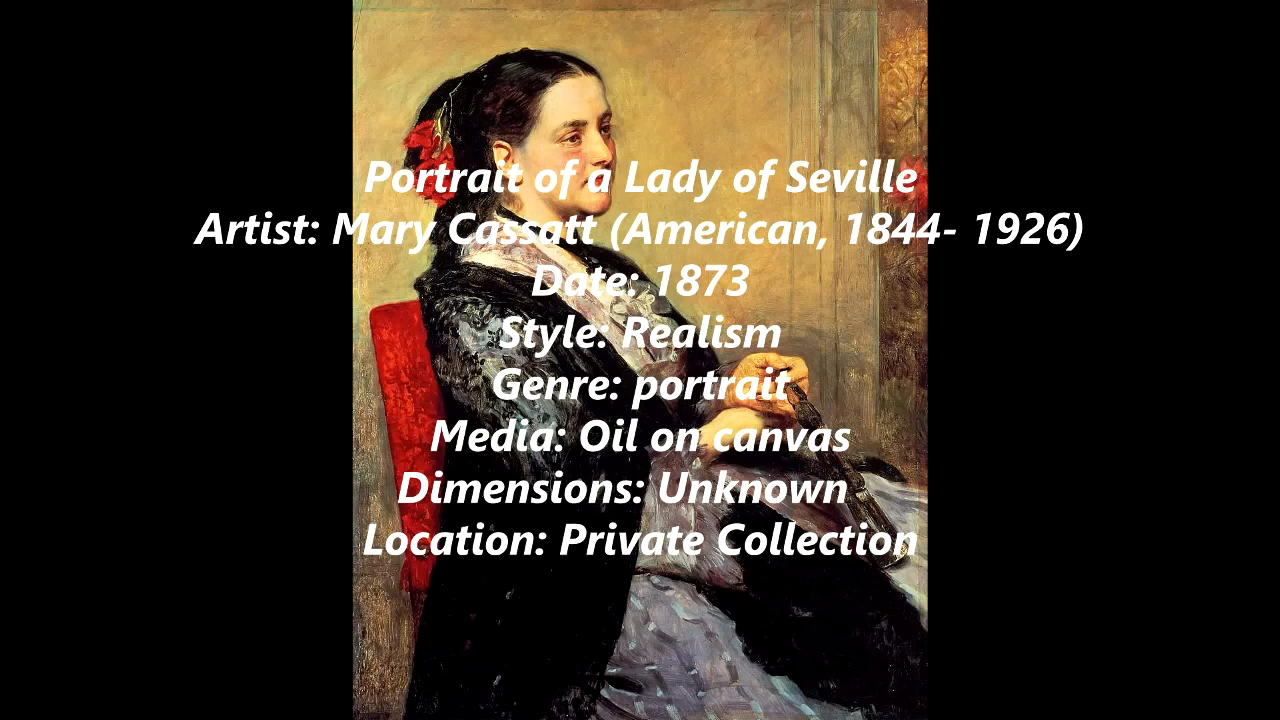 Portrait of a Lady of Seville
Artist: Mary Cassatt (American, 1844- 1926)
Date: 1873
Style: Realism
Genre: portrait
Media: Oil on canvas
Dimensions: Unknown
Location: Private Collection